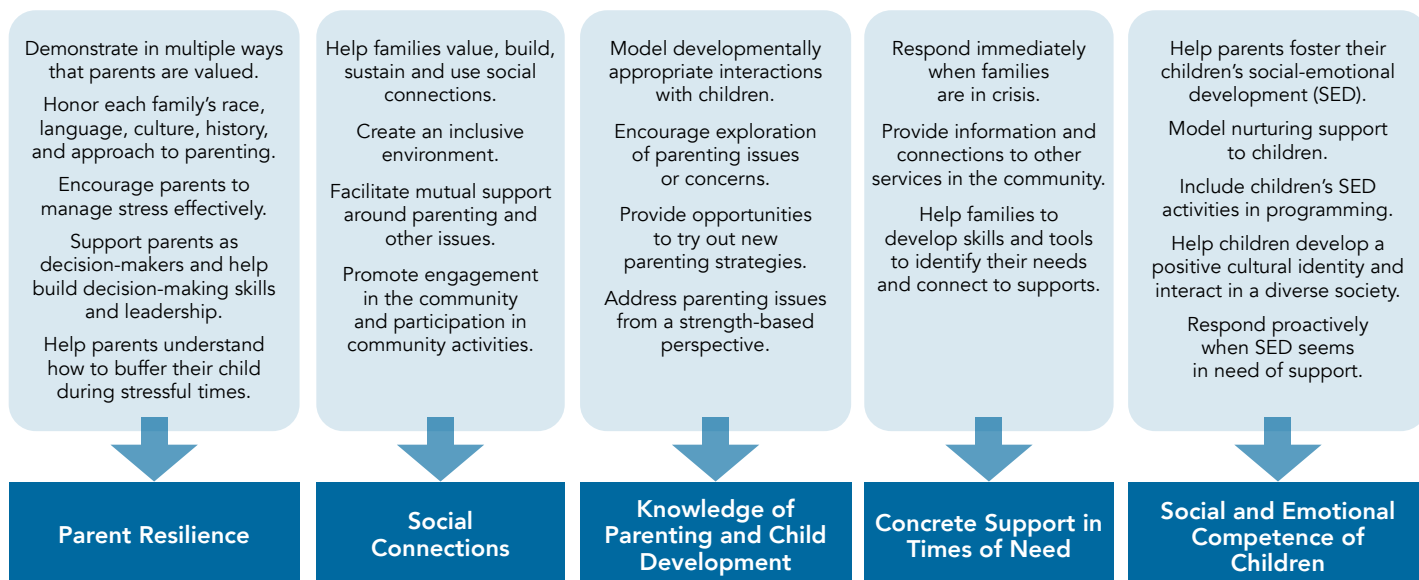 Demonstrate in multiple ways
that parents are valued.
Honor each family's race,
language, culture, history,
and approach to parenting.
Encourage parents to
manage stress effectively.
Support parents as
decision-makers and help
build decision-making skills
and leadership.
Help parents understand
how to buffer their child
during stressful times.
Parent Resilience
Help families value, build,
sustain and use social
connections.
Create an inclusive
environment.
Facilitate mutual support
around parenting and
other issues.
Promote engagement
in the community
and participation in
community activities.
Social
Connections
Model developmentally
appropriate interactions
with children.
Encourage exploration
of parenting issues
or concerns.
Provide opportunities
to try out new
parenting strategies.
Address parenting issues
from a strength-based
perspective.
Knowledge of
Parenting and Child
Development
Respond immediately
when families
are in crisis.
Provide information and
connections to other
services in the community.
Help families to
develop skills and tools
to identify their needs
and connect to supports.
Concrete Support in
Times of Need
Help parents foster their
children's social-emotional
development (SED).
Model nurturing support
to children.
Include children's SED
activities in programming.
Help children develop a
positive cultural identity and
interact in a diverse society.
Respond proactively
when SED seems
in need of support.
Social and Emotional
Competence of
Children